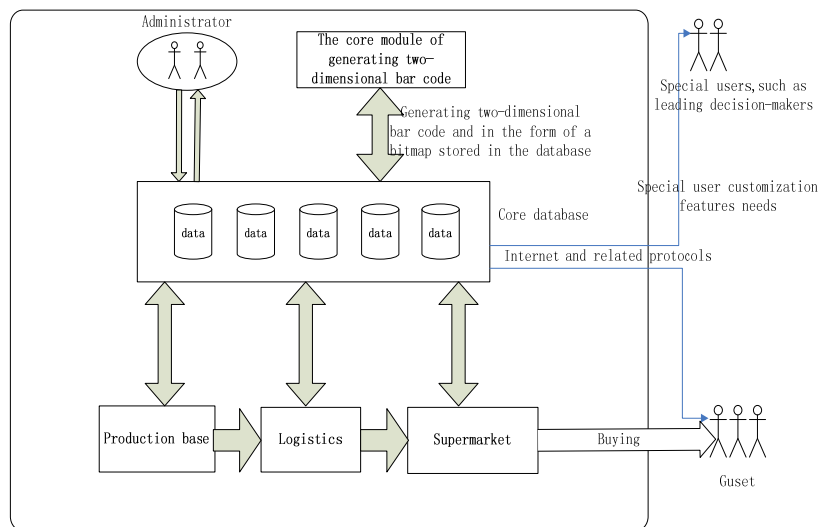 Administrator
The core module of
generating two-
dimensional bar code
Special users,such as
leading decision-makers
Generating two-dimensional
bar code and in the form of a
bitmap stored in the database
Special user customization
features needs
Core database
data
data
data
data
data
Internet and related protocols
Production base
Logistics
Supermarket
Buying
Guset